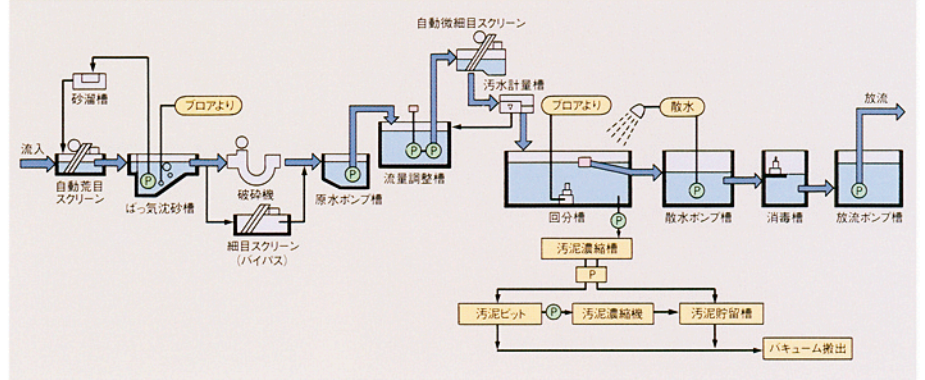 自動微細目スクリーン
汚水計量槽
砂溜槽
ブロアより
ブロアより
散水
放流
流入
P
P
P
P
P
P
P
自動荒目
スクリーン
ばっ気沈砂槽
破砕機
原水ポンプ槽
流量調整槽
回分槽
散水ポンプ槽
消毒槽
放流ポンプ槽
細目スクリーン
(バイパス)
汚泥濃縮槽
P
汚泥ピット
P
汚泥濃縮機
汚泥貯留槽
バキューム搬出